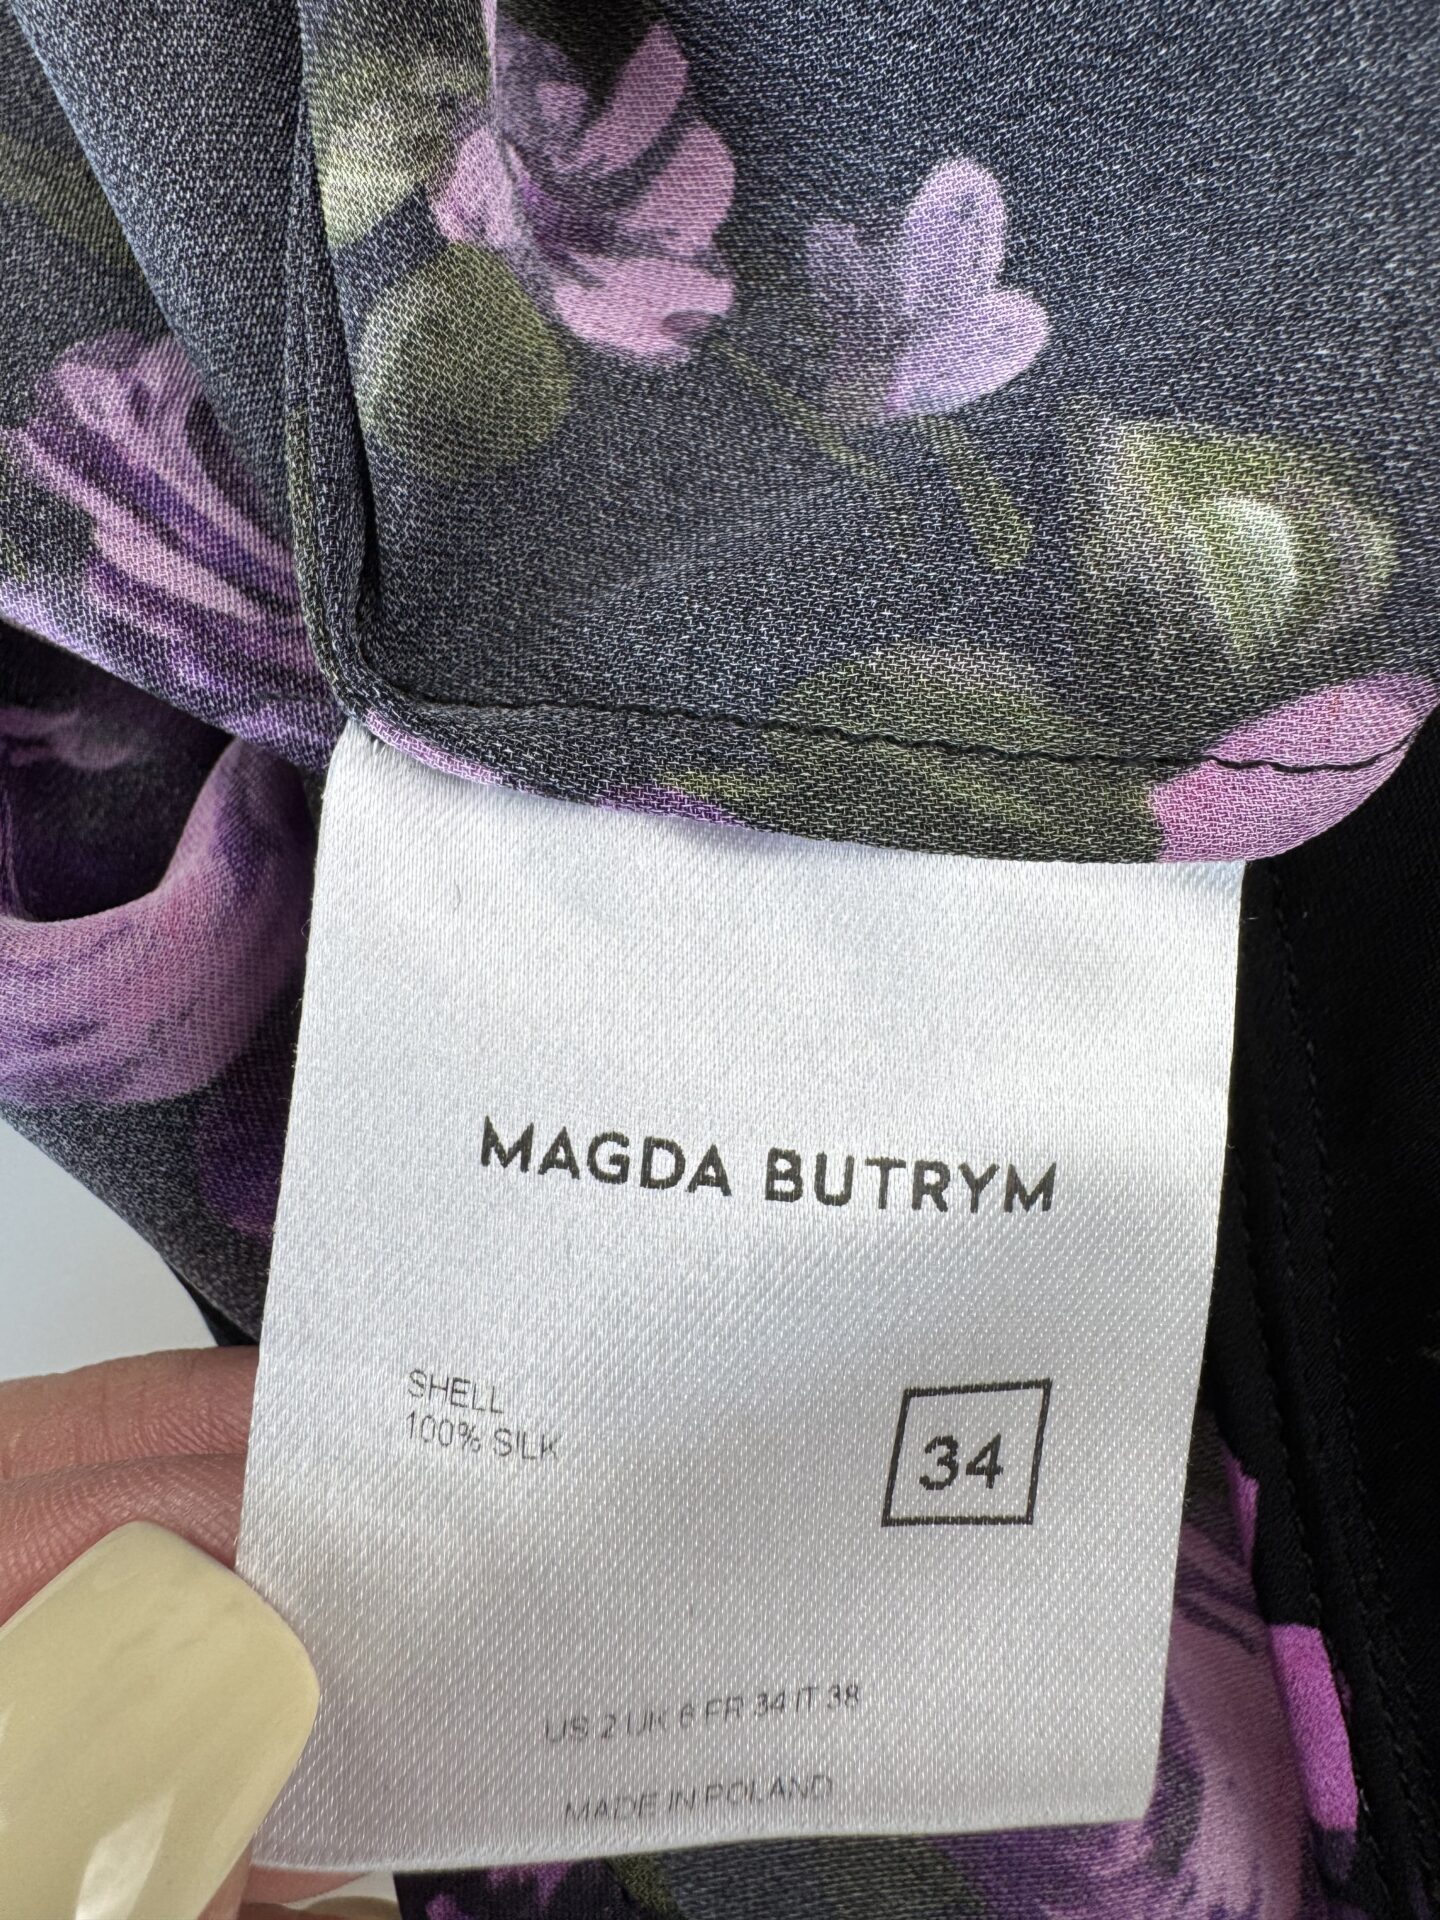 MAGDA BUTRYM
SHELL
100% SILK
34
US 2 UK 6 FR 34 IT 38
MADE IN POLAND